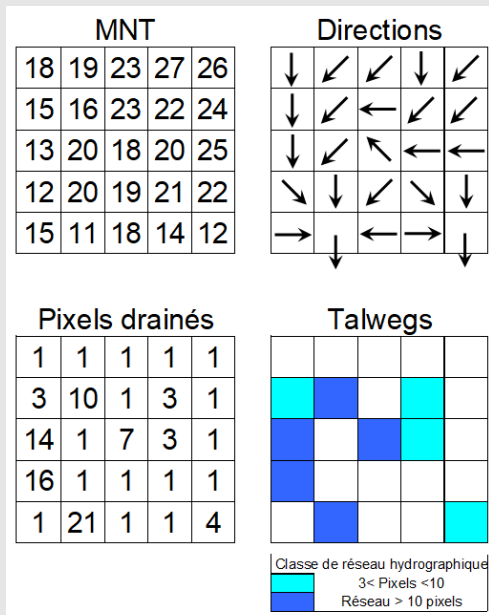 MNT Directions
18 19 23 27 26
15 16 23 22 24
13 20 18 20 25
12 20 19 21 22
15 11 18 14 12
Pixels drainés Talwegs
1 1 1 1 1
3 10 1 3 1
14 1 7 3 1
16 1 1 1 1
1 21 1 1 4
Classe de réseau hydrographique
3< Pixels <10
Réseau > 10 pixels